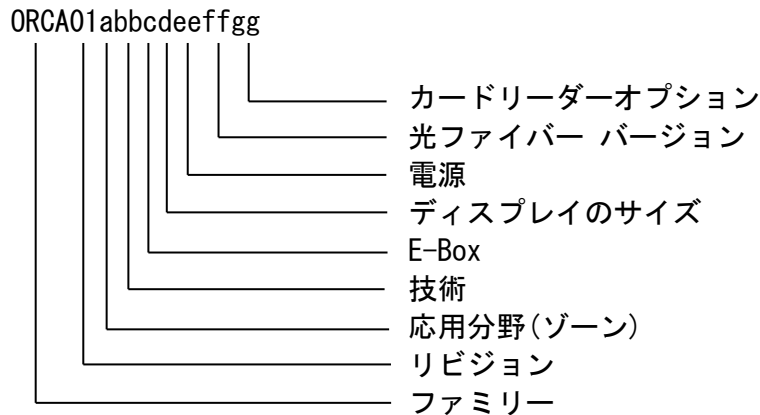 ORCA01abbcdeeffgg
カードリーダーオプション
光ファイバー バージョン
電源
ディスプレイのサイズ
E-Box
技術
応用分野(ゾーン)
リビジョン
ファミリー